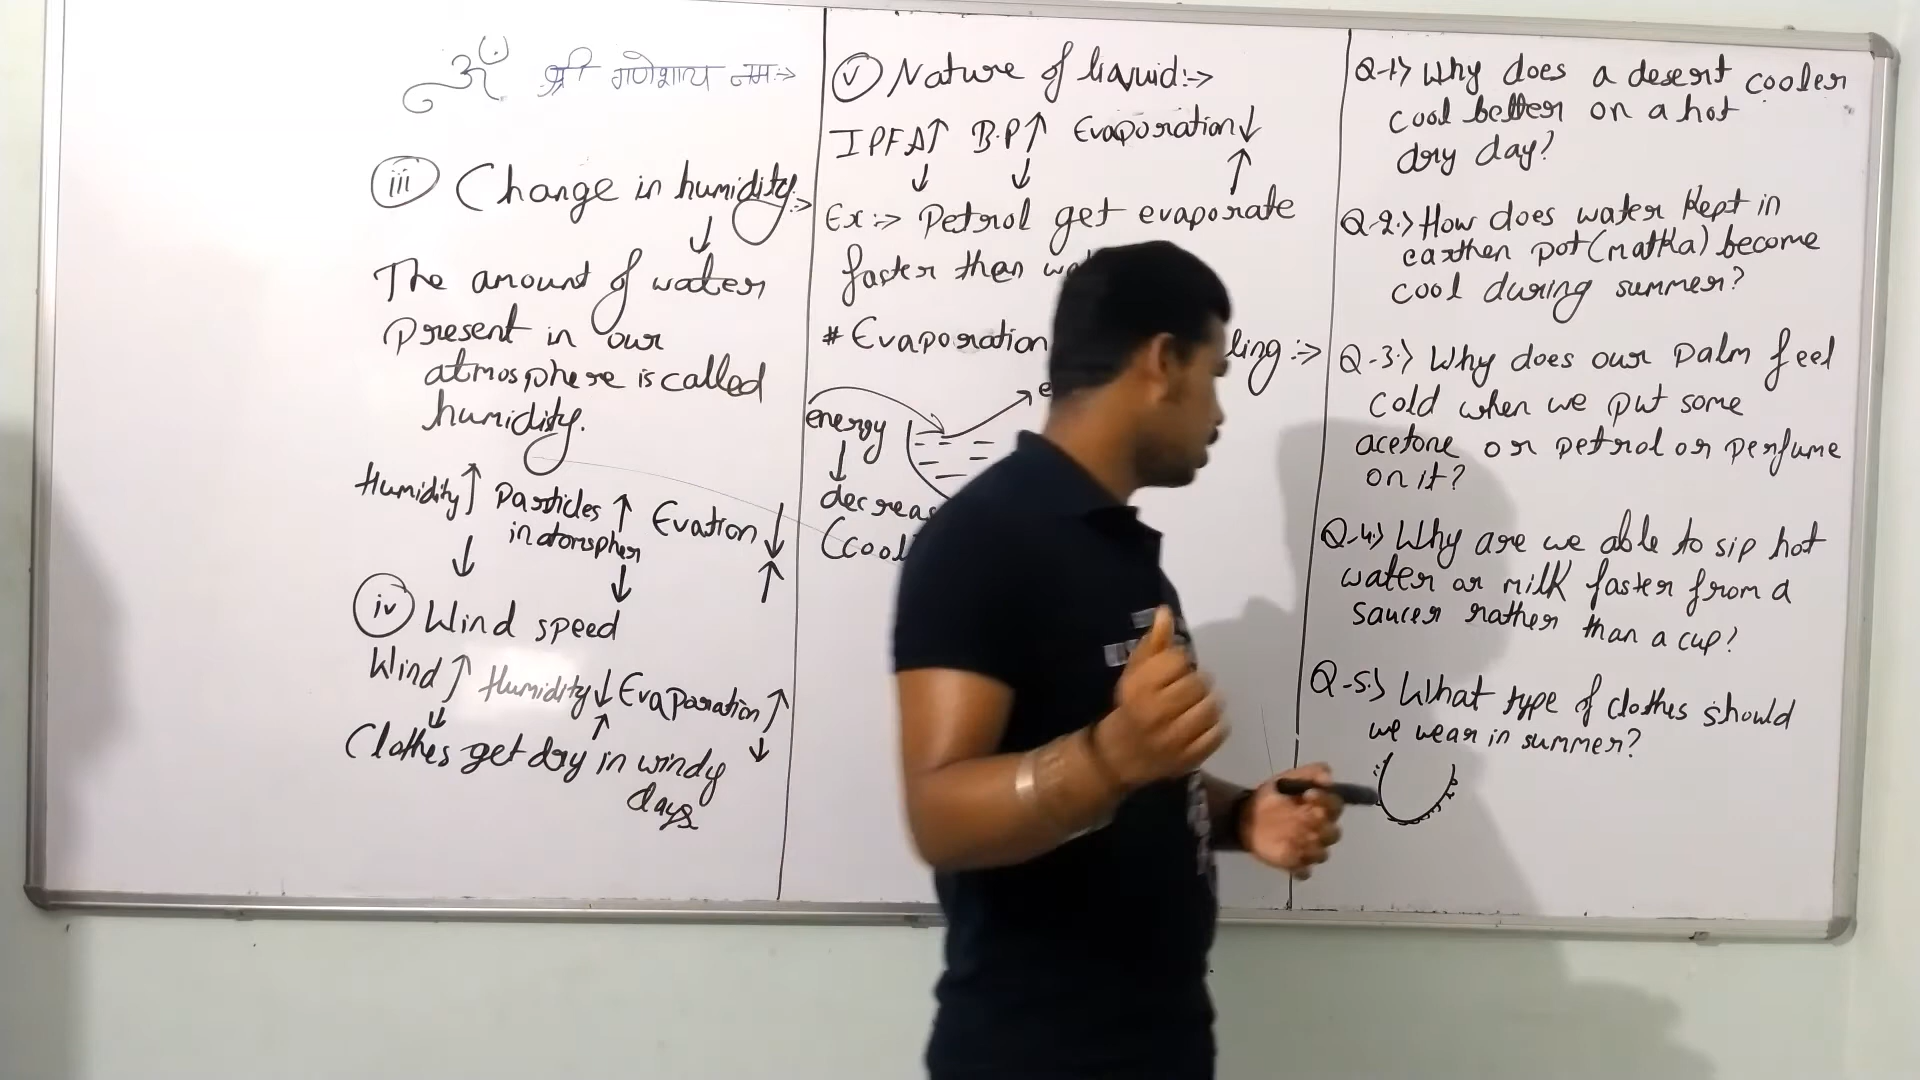 ॐ श्री गणेशाय नमः->
iii Change in humidity:->
↓
The amount of water
present in our
atmosphere is called
humidity.
Humidity↑ Particles ↑ Evation ↓
in atomspher
↓ ↓ ↑
iv Wind speed
Wind ↑ Humidity↓ Evaporation ↑
↓ ↑ ↓
Clothes get dry in windy
days
v Nature of liquid:->
IPFA↑ B.P↑ Evaporation↓
↓ ↓ ↑
Ex:-> Petrol get evaporate
faster than
# Evaporation ling:->
energy
↓
Q-1> Why does a desert cooler
cool better on a hot
dry day?
Q-2.> How does water kept in
earthen pot (matka) become
cool during summer?
Q-3> Why does our palm feel
cold when we put some
acetone or petrol or perfume
on it?
Q-4> Why are we able to sip hot
water or milk faster from a
saucer rather than a cup?
Q-5.> What type of clothes should
we wear in summer?